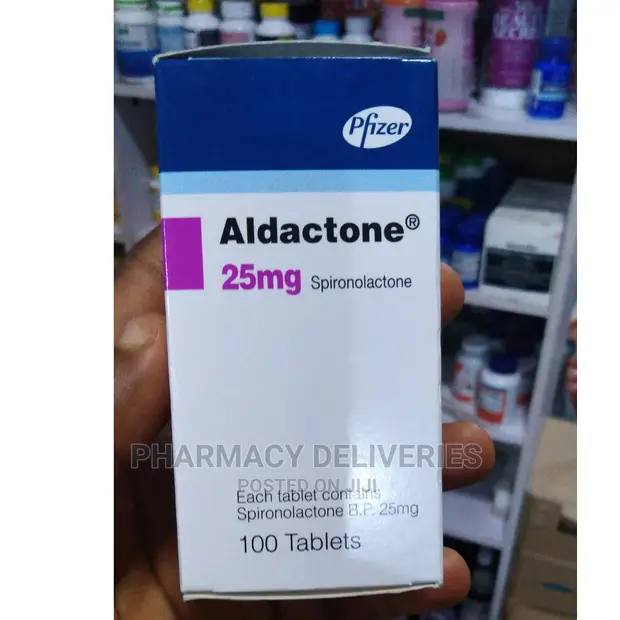 Pfizer
Aldactone®
25mg Spironolactone
PHARMACY DELIVERIES
POSTED ON JIJI
Each tablet contains
Spironolactone B.P. 25mg
100 Tablets